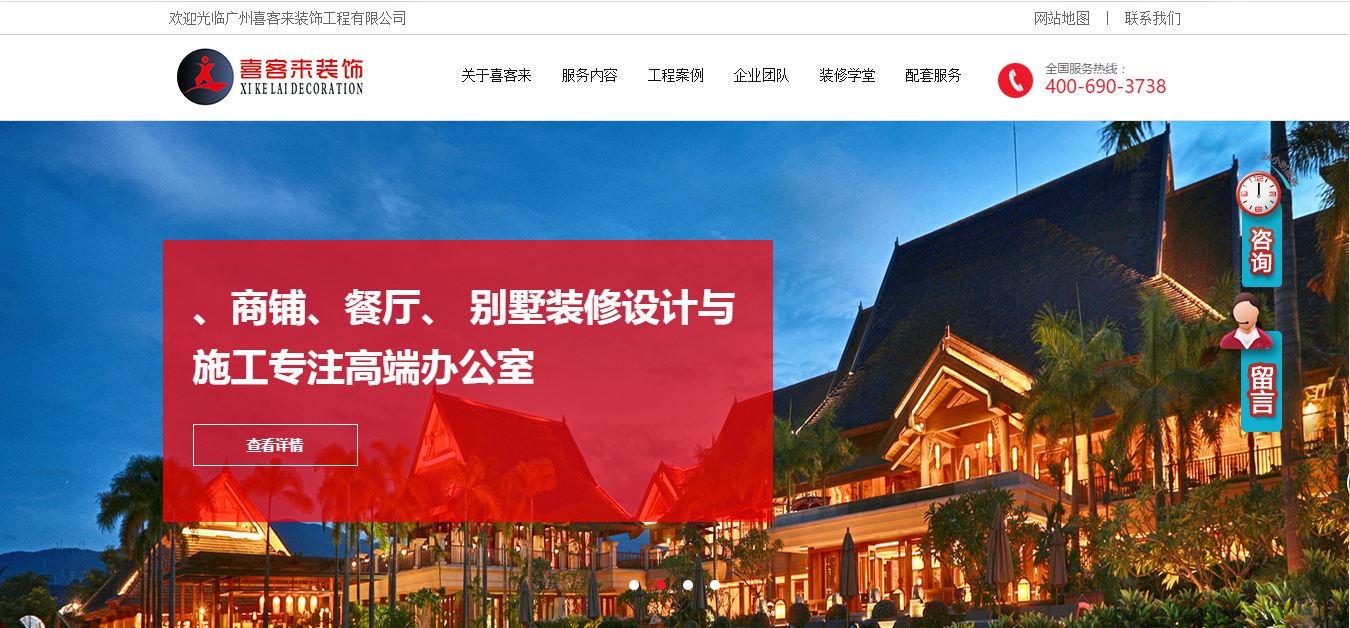 欢迎光临广州喜客来装饰工程有限公司
网站地图 | 联系我们
喜客来装饰
XI KE LAI DECORATION
关于喜客来 服务内容 工程案例 企业团队 装修学堂 配套服务
全国服务热线：
400-690-3738
、商铺、餐厅、 别墅装修设计与
施工专注高端办公室
查看详情
咨询
留言